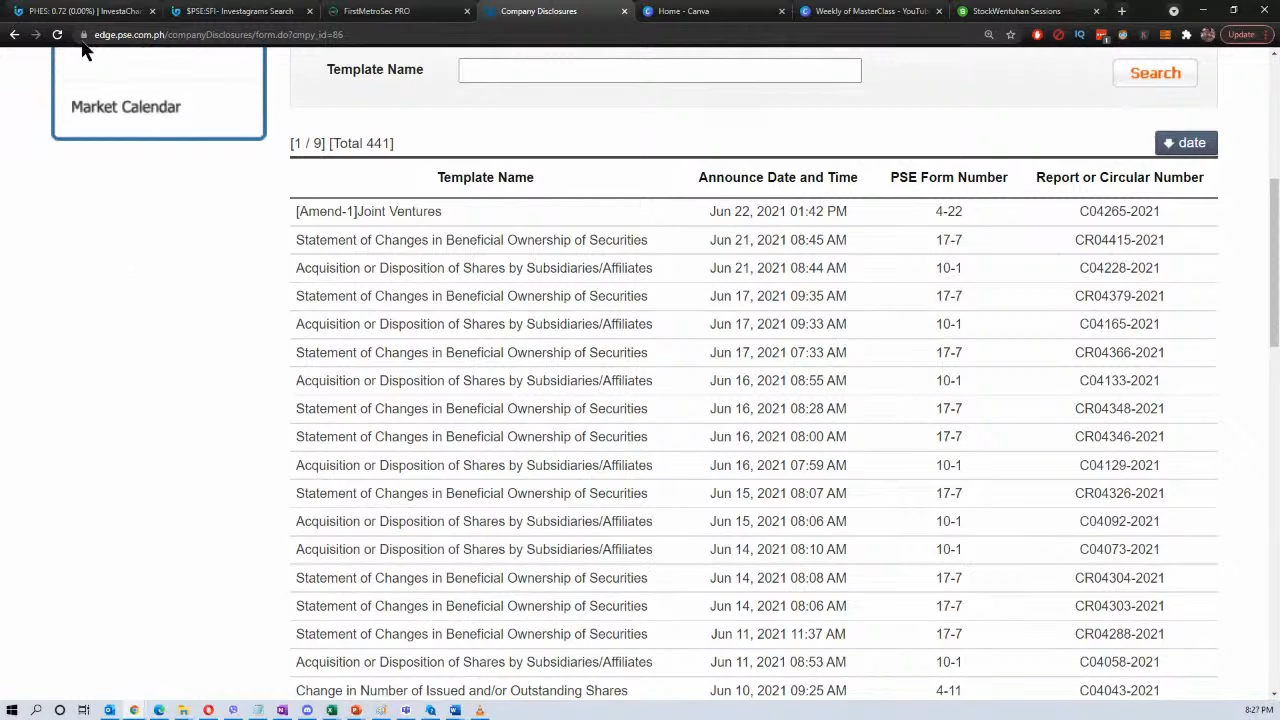 PHES: 0.72 (0.00%) | InvestaChar
$PSE:SFI- Investagrams Search
FirstMetroSec PRO
Company Disclosures
Home - Canva
Weekly of MasterClass - YouTub
StockWentuhan Sessions
edge.pse.com.ph/companyDisclosures/form.do?cmpy_id=86
Update
Template Name
Search
Market Calendar
[1 / 9] [Total 441]
date
Template Name Announce Date and Time PSE Form Number Report or Circular Number
[Amend-1]Joint Ventures Jun 22, 2021 01:42 PM 4-22 C04265-2021
Statement of Changes in Beneficial Ownership of Securities Jun 21, 2021 08:45 AM 17-7 CR04415-2021
Acquisition or Disposition of Shares by Subsidiaries/Affiliates Jun 21, 2021 08:44 AM 10-1 C04228-2021
Statement of Changes in Beneficial Ownership of Securities Jun 17, 2021 09:35 AM 17-7 CR04379-2021
Acquisition or Disposition of Shares by Subsidiaries/Affiliates Jun 17, 2021 09:33 AM 10-1 C04165-2021
Statement of Changes in Beneficial Ownership of Securities Jun 17, 2021 07:33 AM 17-7 CR04366-2021
Acquisition or Disposition of Shares by Subsidiaries/Affiliates Jun 16, 2021 08:55 AM 10-1 C04133-2021
Statement of Changes in Beneficial Ownership of Securities Jun 16, 2021 08:28 AM 17-7 CR04348-2021
Statement of Changes in Beneficial Ownership of Securities Jun 16, 2021 08:00 AM 17-7 CR04346-2021
Acquisition or Disposition of Shares by Subsidiaries/Affiliates Jun 16, 2021 07:59 AM 10-1 C04129-2021
Statement of Changes in Beneficial Ownership of Securities Jun 15, 2021 08:07 AM 17-7 CR04326-2021
Acquisition or Disposition of Shares by Subsidiaries/Affiliates Jun 15, 2021 08:06 AM 10-1 C04092-2021
Acquisition or Disposition of Shares by Subsidiaries/Affiliates Jun 14, 2021 08:10 AM 10-1 C04073-2021
Statement of Changes in Beneficial Ownership of Securities Jun 14, 2021 08:08 AM 17-7 CR04304-2021
Statement of Changes in Beneficial Ownership of Securities Jun 14, 2021 08:06 AM 17-7 CR04303-2021
Statement of Changes in Beneficial Ownership of Securities Jun 11, 2021 11:37 AM 17-7 CR04288-2021
Acquisition or Disposition of Shares by Subsidiaries/Affiliates Jun 11, 2021 08:53 AM 10-1 C04058-2021
Change in Number of Issued and/or Outstanding Shares Jun 10, 2021 09:25 AM 4-11 C04043-2021
8:27 PM